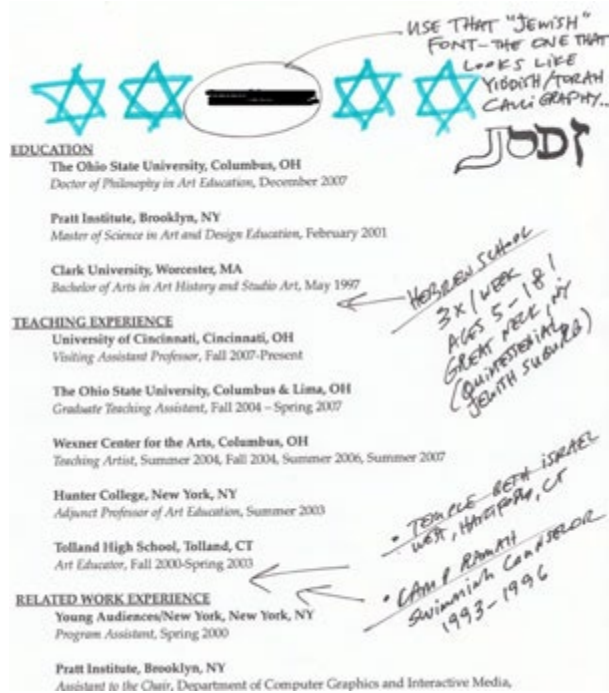 USE THAT "JEWISH"
FONT-THE ONE THAT
LOOKS LIKE
YIDDISH/TORAH
CALLIGRAPHY...
JODI
EDUCATION
The Ohio State University, Columbus, OH
Doctor of Philosophy in Art Education, December 2007
Pratt Institute, Brooklyn, NY
Master of Science in Art and Design Education, February 2001
Clark University, Worcester, MA
Bachelor of Arts in Art History and Studio Art, May 1997
HEBREW SCHOOL
3x/WEEK
AGES 5-18!
GREAT NECK, NY
(QUINTESSENTIAL
JEWISH SUBURB)
TEACHING EXPERIENCE
University of Cincinnati, Cincinnati, OH
Visiting Assistant Professor, Fall 2007-Present
The Ohio State University, Columbus & Lima, OH
Graduate Teaching Assistant, Fall 2004 – Spring 2007
Wexner Center for the Arts, Columbus, OH
Teaching Artist, Summer 2004, Fall 2004, Summer 2006, Summer 2007
Hunter College, New York, NY
Adjunct Professor of Art Education, Summer 2003
Tolland High School, Tolland, CT
Art Educator, Fall 2000-Spring 2003
• TEMPLE BETH ISRAEL
WEST HARTFORD, CT
• CAMP RAMAH
Swimming Counselor
1993-1996
RELATED WORK EXPERIENCE
Young Audiences/New York, New York, NY
Program Assistant, Spring 2000
Pratt Institute, Brooklyn, NY
Assistant to the Chair, Department of Computer Graphics and Interactive Media,